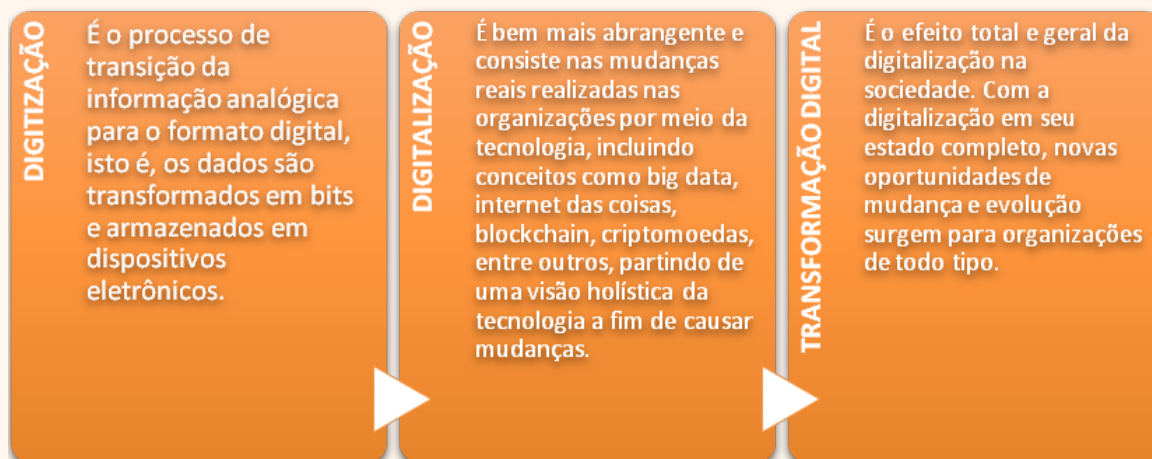 DIGITIZAÇÃO
É o processo de
transição da
informação analógica
para o formato digital,
isto é, os dados são
transformados em bits
e armazenados em
dispositivos
eletrônicos.
DIGITALIZAÇÃO
É bem mais abrangente e
consiste nas mudanças
reais realizadas nas
organizações por meio da
tecnologia, incluindo
conceitos como big data,
internet das coisas,
blockchain, criptomoedas,
entre outros, partindo de
uma visão holística da
tecnologia a fim de causar
mudanças.
TRANSFORMAÇÃO DIGITAL
É o efeito total e geral da
digitalização na
sociedade. Com a
digitalização em seu
estado completo, novas
oportunidades de
mudança e evolução
surgem para organizações
de todo tipo.